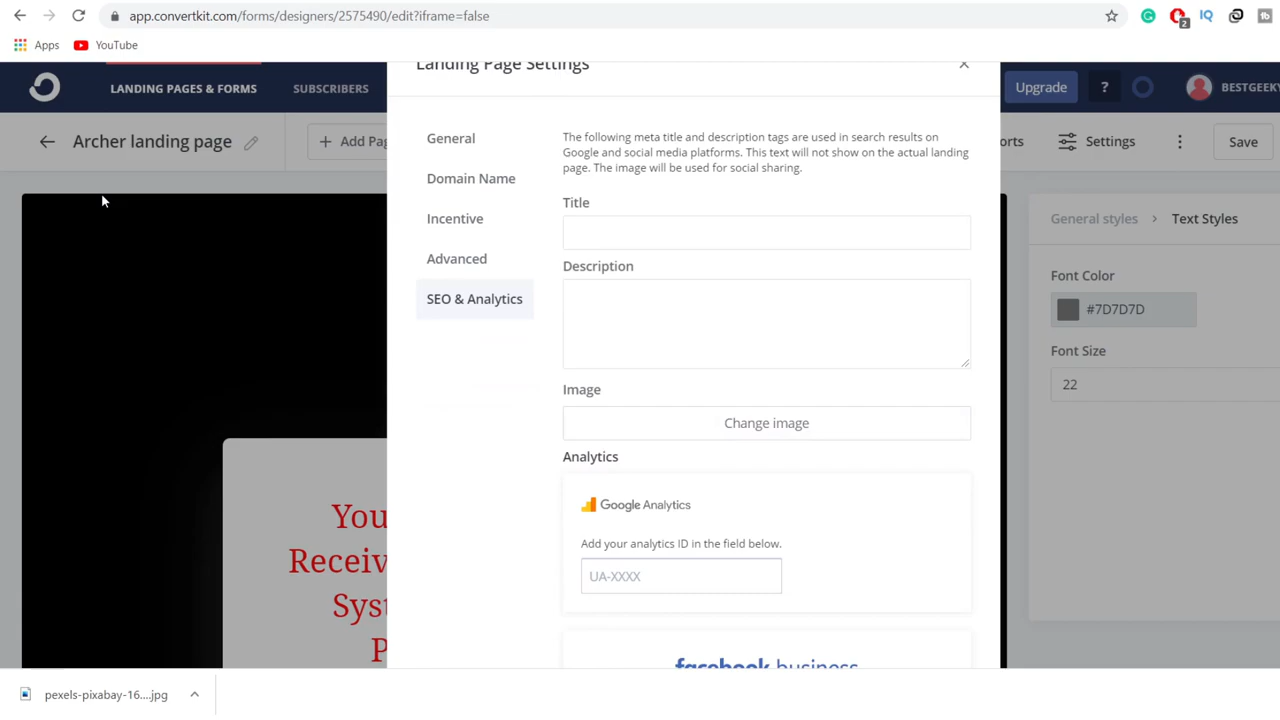 app.convertkit.com/forms/designers/2575490/edit?iframe=false
2
Apps YouTube
LANDING PAGES & FORMS SUBSCRIBERS Landing Page Settings Upgrade ? BESTGEEKY
Archer landing page Add Pag orts Settings Save
General
Domain Name
Incentive
Advanced
SEO & Analytics
The following meta title and description tags are used in search results on
Google and social media platforms. This text will not show on the actual landing
page. The image will be used for social sharing.
Title
Description
Image
Change image
Analytics
Google Analytics
Add your analytics ID in the field below.
UA-XXXX
facebook business
General styles > Text Styles
Font Color
#7D7D7D
Font Size
22
You
Receiv
Syst
P
pexels-pixabay-16....jpg